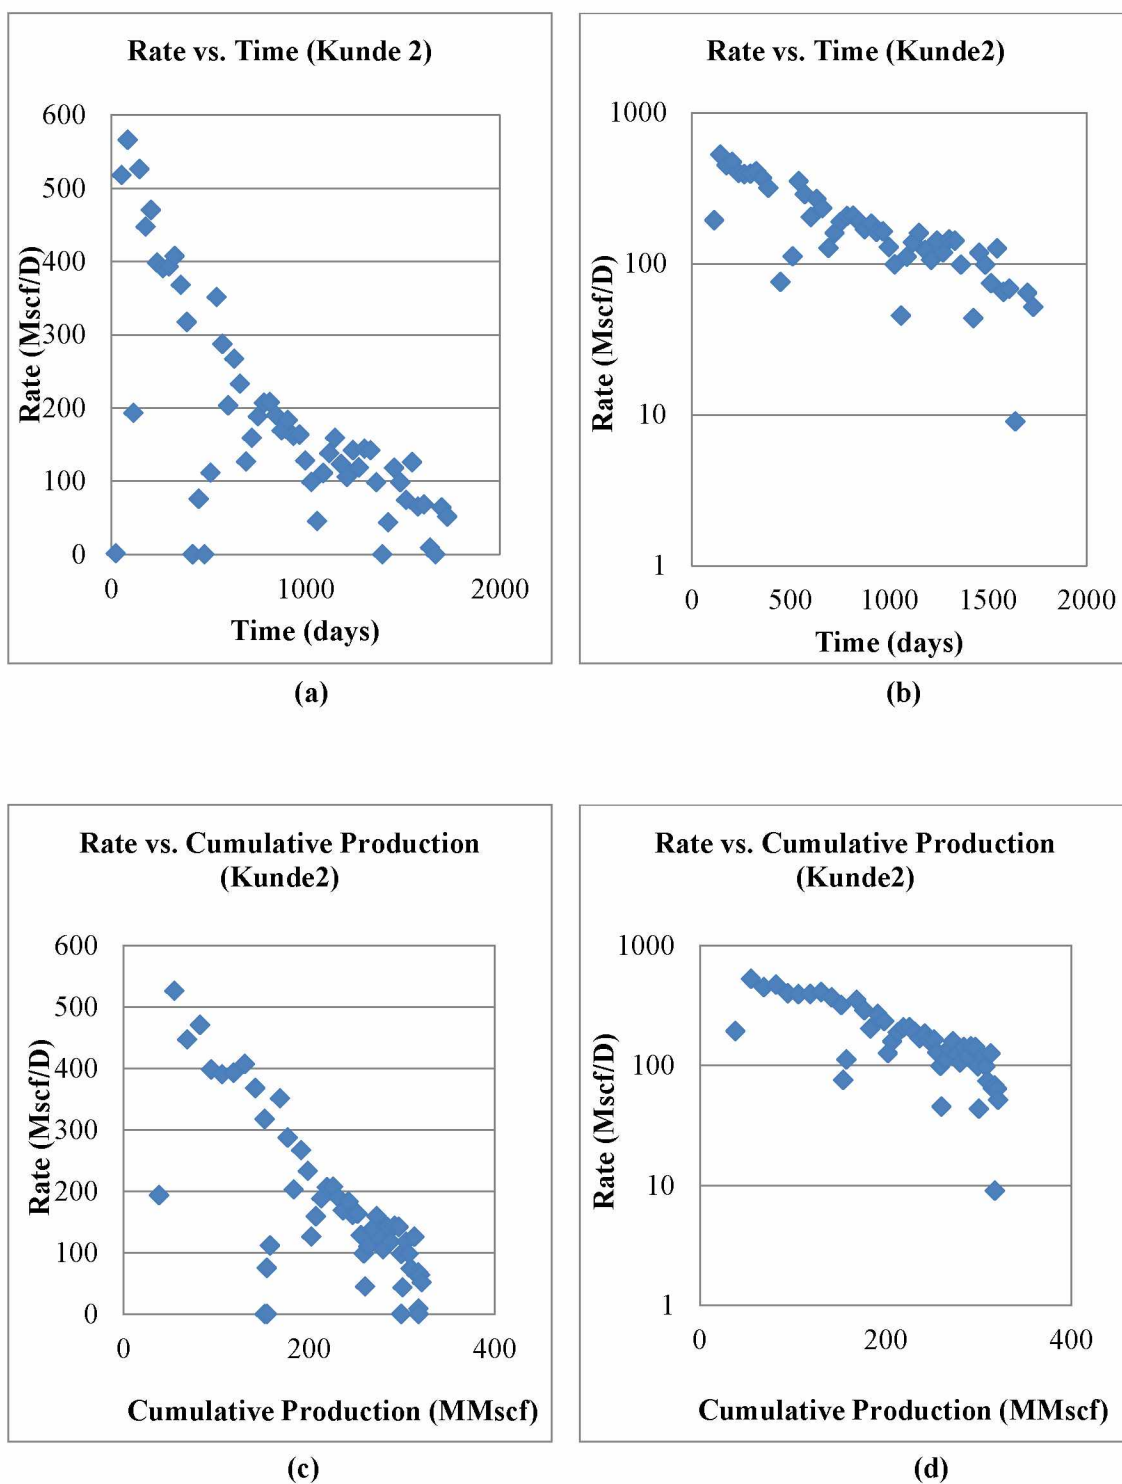 Rate vs. Time (Kunde 2)
600
500
400
300
200
100
0
Rate (Mscf/D)
0 1000 2000
Time (days)
(a)
Rate vs. Time (Kunde2)
1000
100
10
1
Rate (Mscf/D)
0 500 1000 1500 2000
Time (days)
(b)
Rate vs. Cumulative Production
(Kunde2)
600
500
400
300
200
100
0
Rate (Mscf/D)
0 200 400
Cumulative Production (MMscf)
(c)
Rate vs. Cumulative Production
(Kunde2)
1000
100
10
1
Rate (Mscf/D)
0 200 400
Cumulative Production (MMscf)
(d)